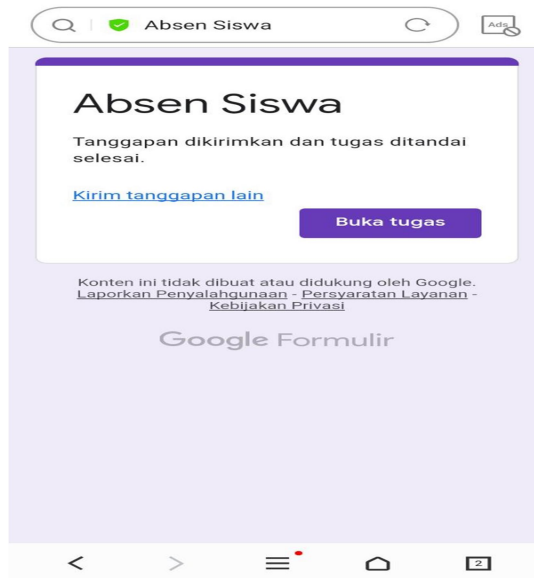 Absen Siswa
Ads
Absen Siswa
Tanggapan dikirimkan dan tugas ditandai
selesai.
Kirim tanggapan lain
Buka tugas
Konten ini tidak dibuat atau didukung oleh Google.
Laporkan Penyalahgunaan - Persyaratan Layanan -
Kebijakan Privasi
Google Formulir
2